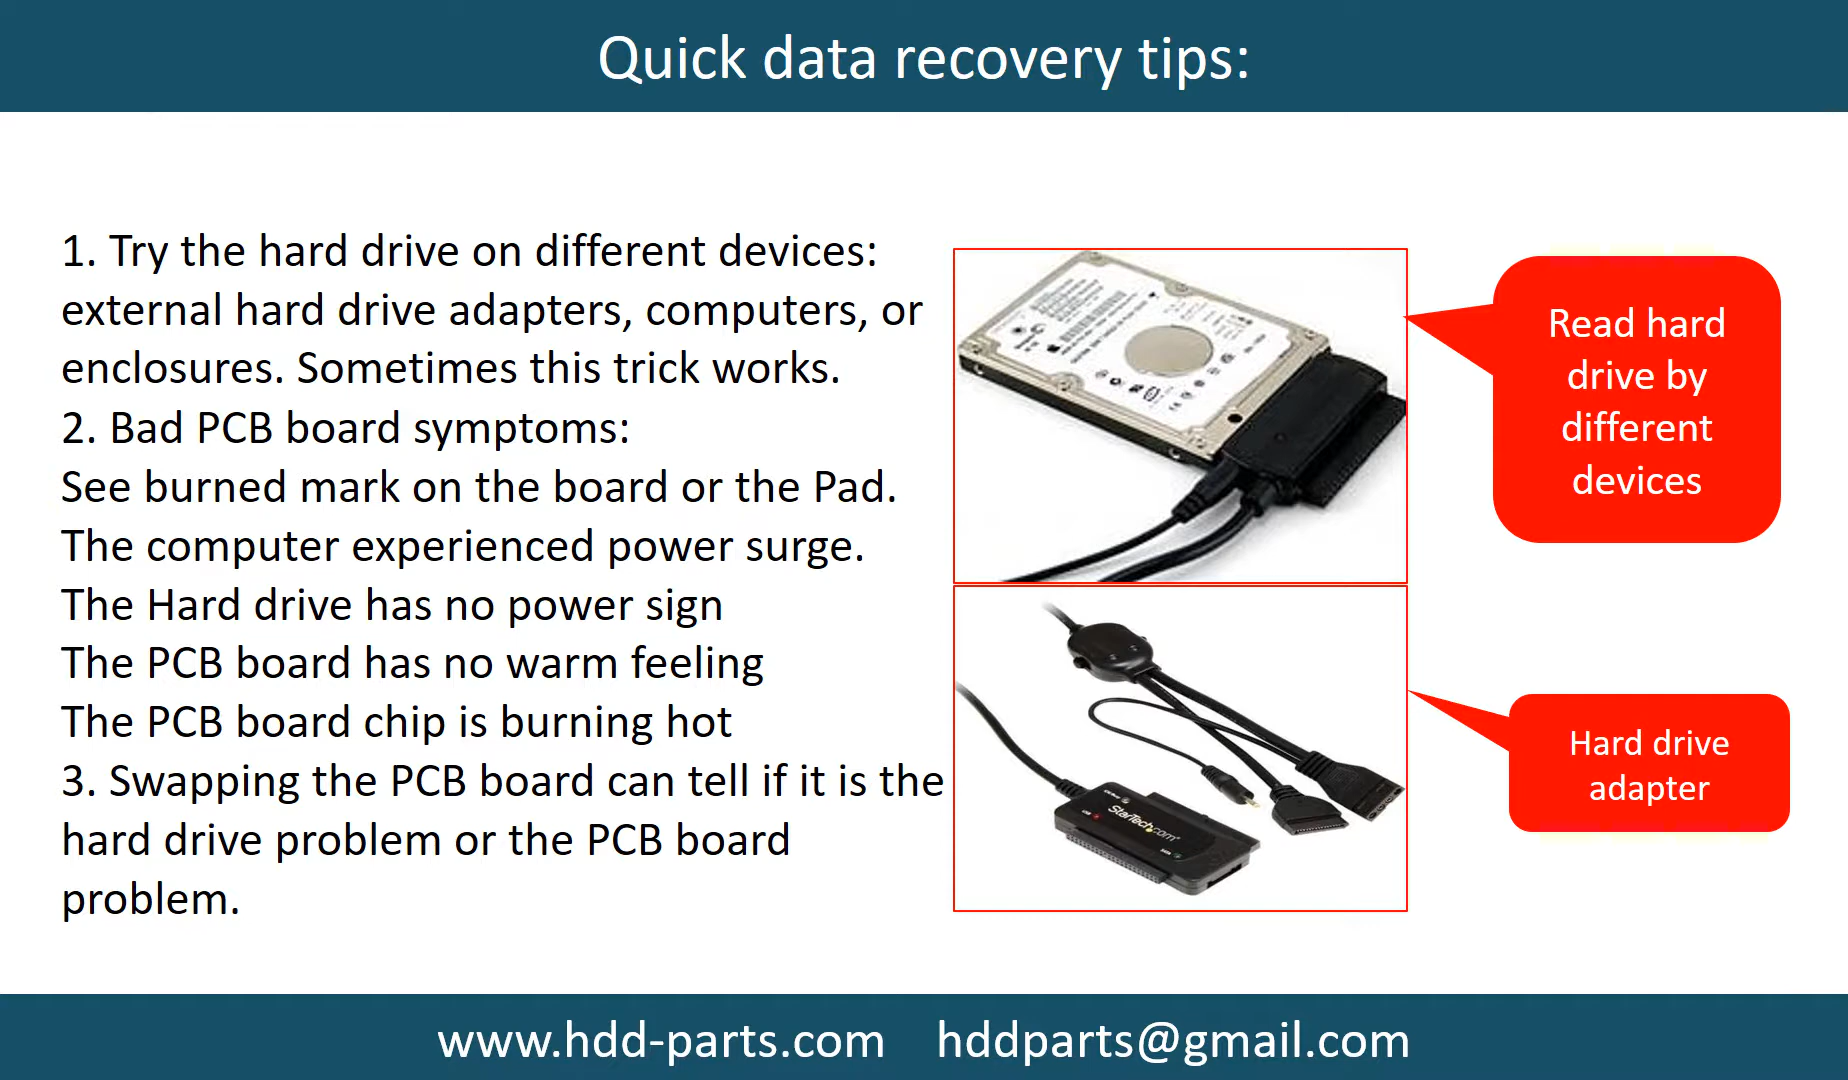 Quick data recovery tips:
1. Try the hard drive on different devices:
external hard drive adapters, computers, or
enclosures. Sometimes this trick works.
2. Bad PCB board symptoms:
See burned mark on the board or the Pad.
The computer experienced power surge.
The Hard drive has no power sign
The PCB board has no warm feeling
The PCB board chip is burning hot
3. Swapping the PCB board can tell if it is the
hard drive problem or the PCB board
problem.
Read hard
drive by
different
devices
StarTech.com
Hard drive
adapter
www.hdd-parts.com hddparts@gmail.com